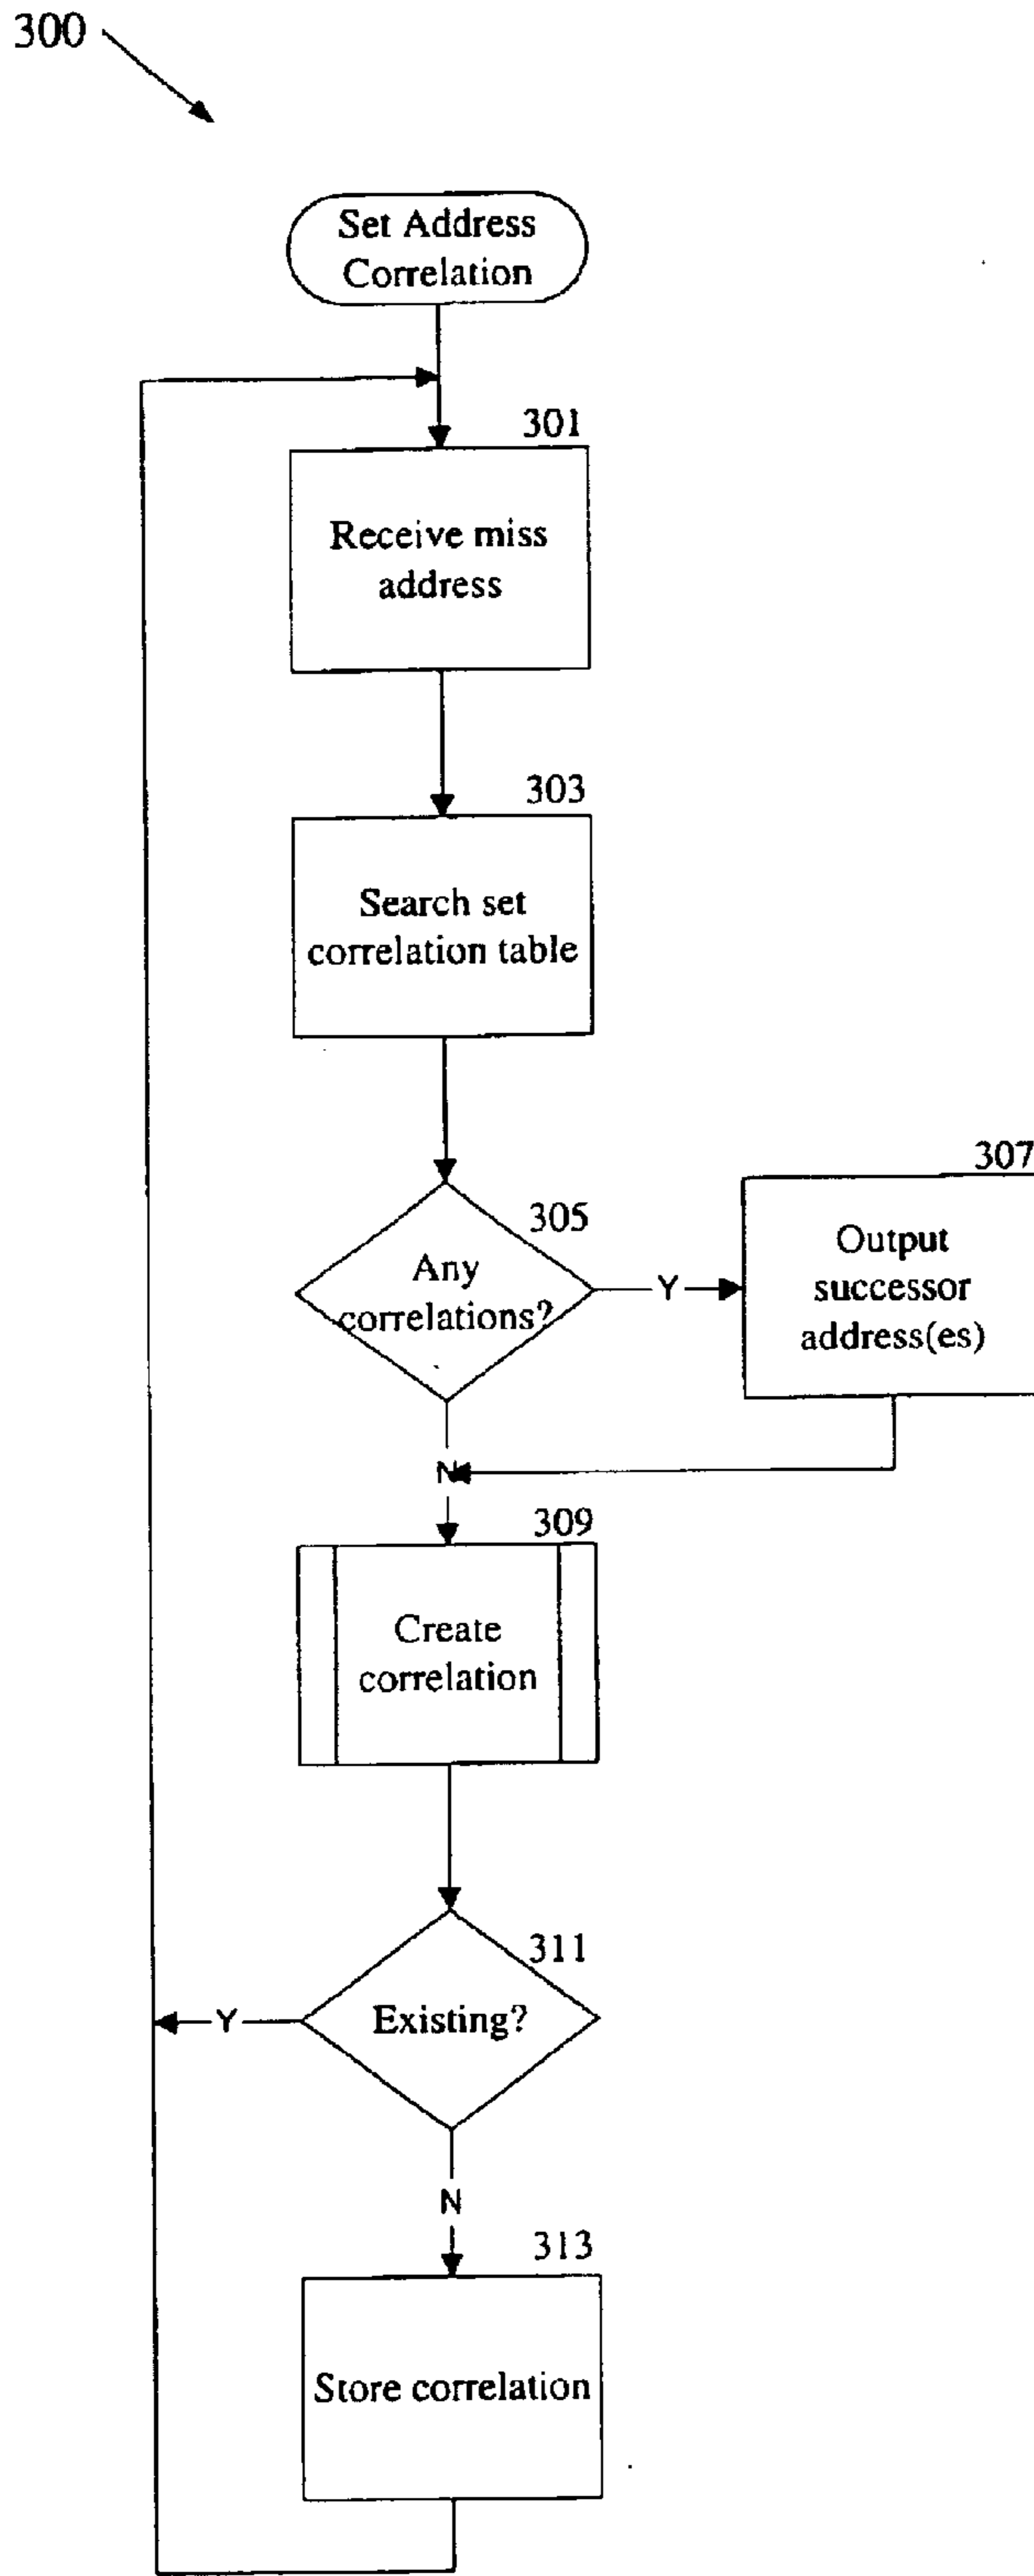 300
Set Address
Correlation
301
Receive miss
address
303
Search set
correlation table
305
Any
correlations?
Y
307
Output
successor
address(es)
N
309
Create
correlation
311
Existing?
Y
N
313
Store correlation